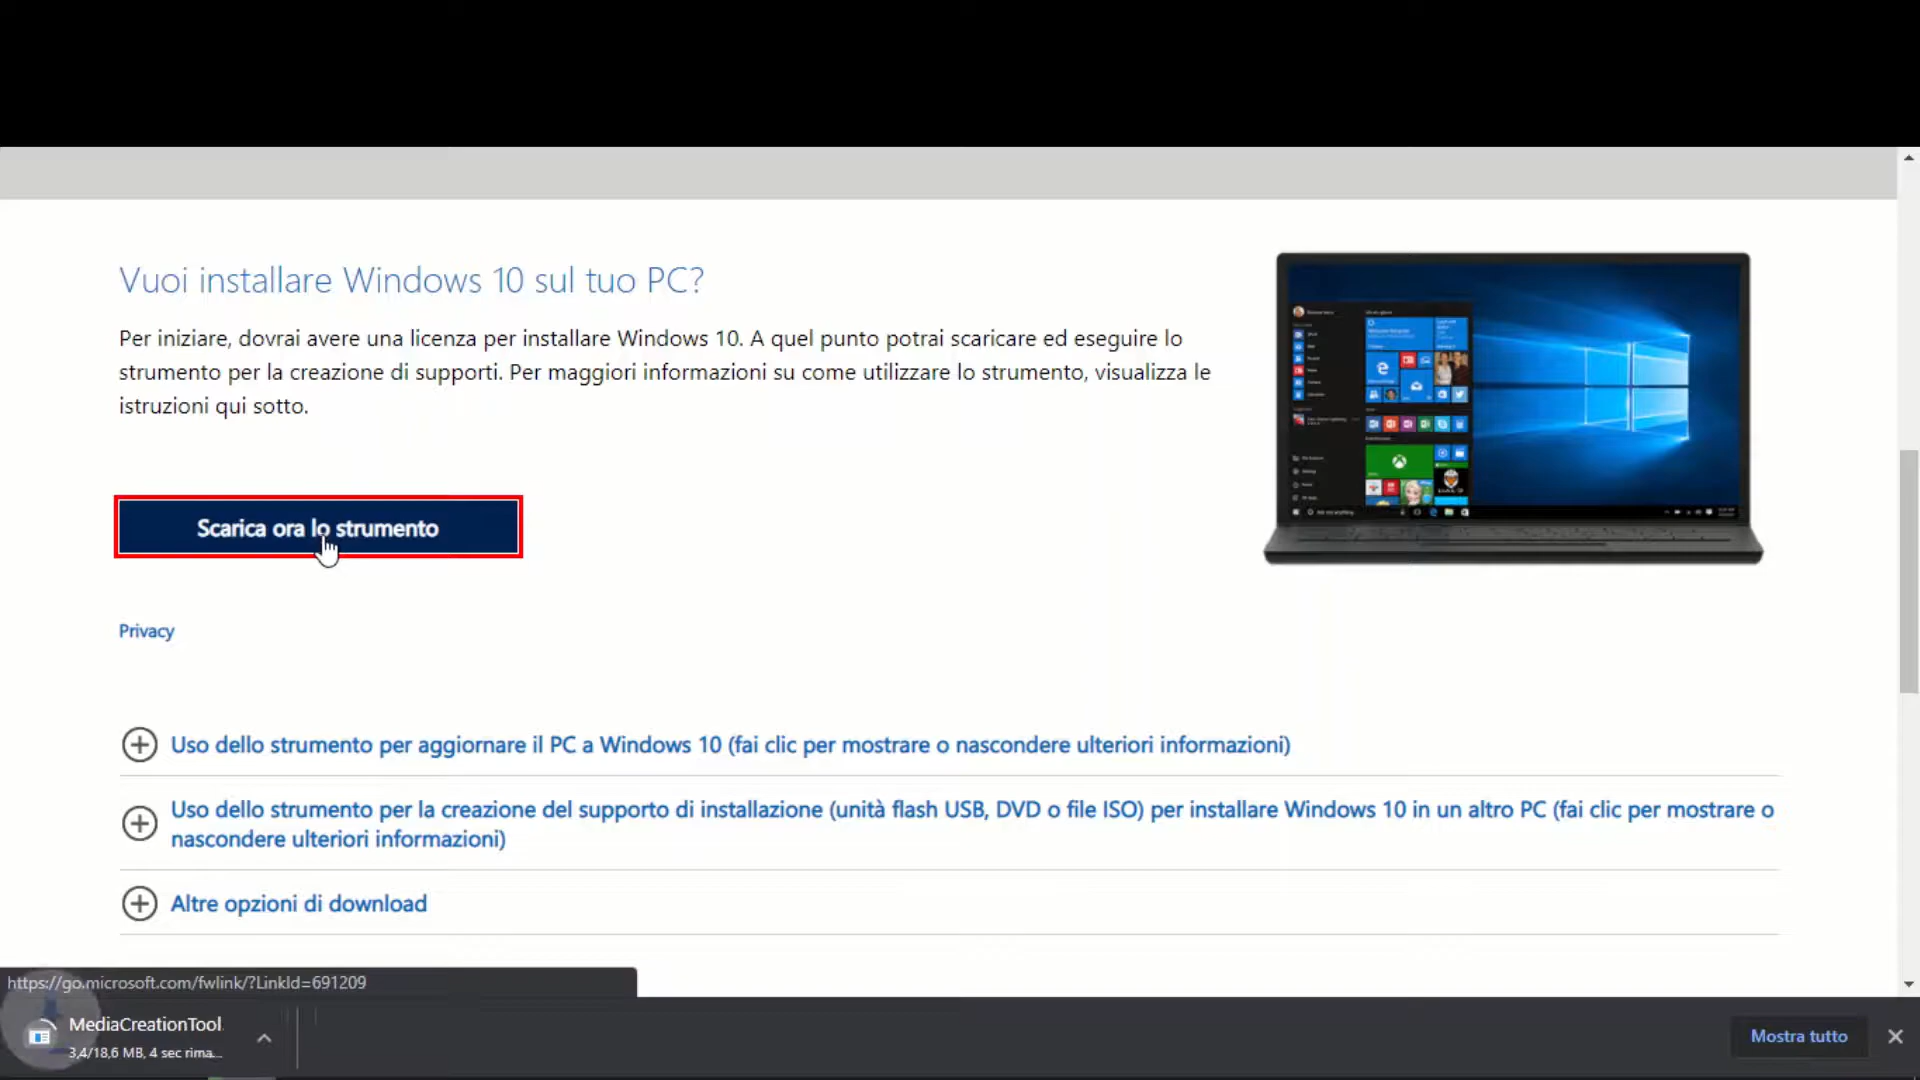 Vuoi installare Windows 10 sul tuo PC?
Per iniziare, dovrai avere una licenza per installare Windows 10. A quel punto potrai scaricare ed eseguire lo
strumento per la creazione di supporti. Per maggiori informazioni su come utilizzare lo strumento, visualizza le
istruzioni qui sotto.
Scarica ora lo strumento
Privacy
Uso dello strumento per aggiornare il PC a Windows 10 (fai clic per mostrare o nascondere ulteriori informazioni)
Uso dello strumento per la creazione del supporto di installazione (unità flash USB, DVD o file ISO) per installare Windows 10 in un altro PC (fai clic per mostrare o
nascondere ulteriori informazioni)
Altre opzioni di download
https://go.microsoft.com/fwlink/?LinkId=691209
MediaCreationTool
3,4/18,6 MB, 4 sec rima...
Mostra tutto